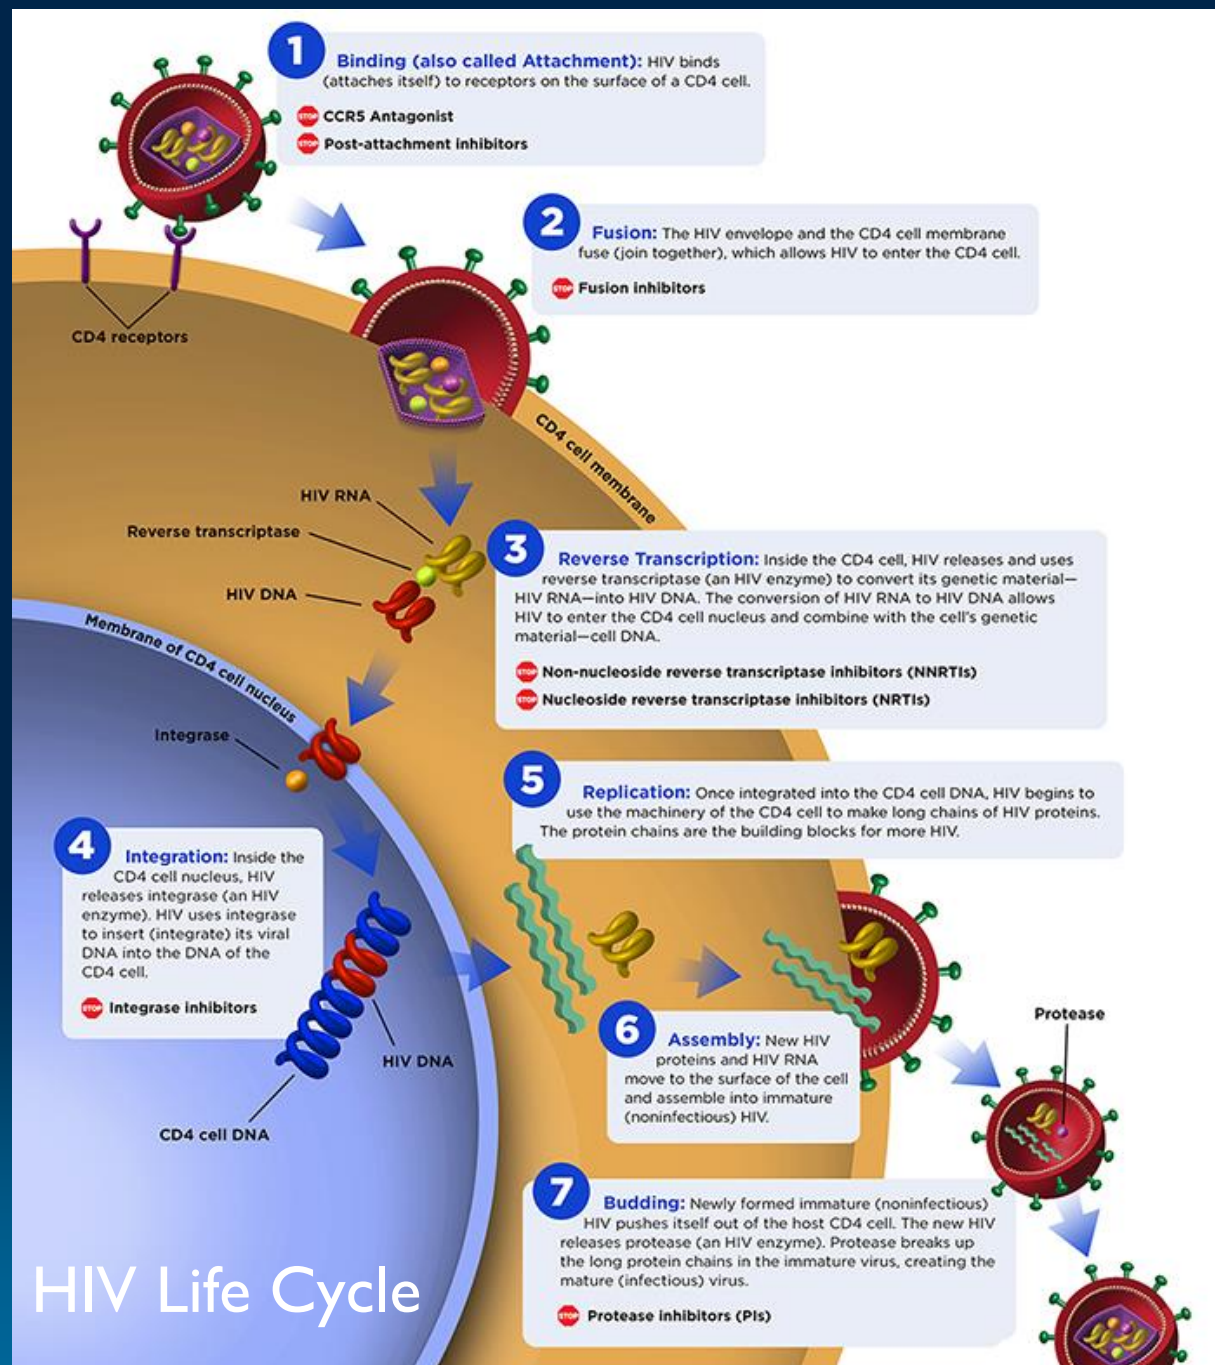 1
Binding (also called Attachment): HIV binds
(attaches itself) to receptors on the surface of a CD4 cell.
STOP CCR5 Antagonist
STOP Post-attachment inhibitors
2
Fusion: The HIV envelope and the CD4 cell membrane
fuse (join together), which allows HIV to enter the CD4 cell.
STOP Fusion inhibitors
CD4 receptors
CD4 cell membrane
HIV RNA
Reverse transcriptase
HIV DNA
3
Reverse Transcription: Inside the CD4 cell, HIV releases and uses
reverse transcriptase (an HIV enzyme) to convert its genetic material—
HIV RNA—into HIV DNA. The conversion of HIV RNA to HIV DNA allows
HIV to enter the CD4 cell nucleus and combine with the cell's genetic
material—cell DNA.
STOP Non-nucleoside reverse transcriptase inhibitors (NNRTIs)
STOP Nucleoside reverse transcriptase inhibitors (NRTIs)
Membrane of CD4 cell nucleus
Integrase
4
Integration: Inside the
CD4 cell nucleus, HIV
releases integrase (an HIV
enzyme). HIV uses integrase
to insert (integrate) its viral
DNA into the DNA of the
CD4 cell.
STOP Integrase inhibitors
HIV DNA
CD4 cell DNA
5
Replication: Once integrated into the CD4 cell DNA, HIV begins to
use the machinery of the CD4 cell to make long chains of HIV proteins.
The protein chains are the building blocks for more HIV.
6
Assembly: New HIV
proteins and HIV RNA
move to the surface of the cell
and assemble into immature
(noninfectious) HIV.
Protease
7
Budding: Newly formed immature (noninfectious)
HIV pushes itself out of the host CD4 cell. The new HIV
releases protease (an HIV enzyme). Protease breaks up
the long protein chains in the immature virus, creating the
mature (infectious) virus.
STOP Protease inhibitors (PIs)
HIV Life Cycle